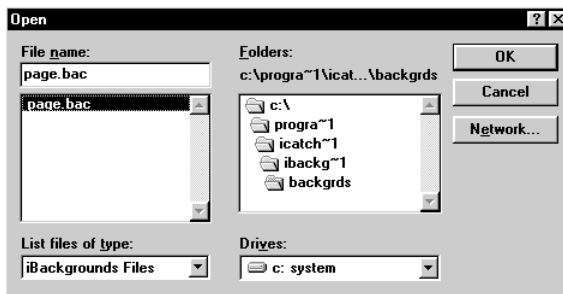 Open
File name:
page.bac
page.bac
List files of type:
iBackgrounds Files
Folders:
c:\progra~1\icat...\backgrds
c:\
progra~1
icatch~1
ibackg~1
backgrds
Drives:
c: system
OK
Cancel
Network...